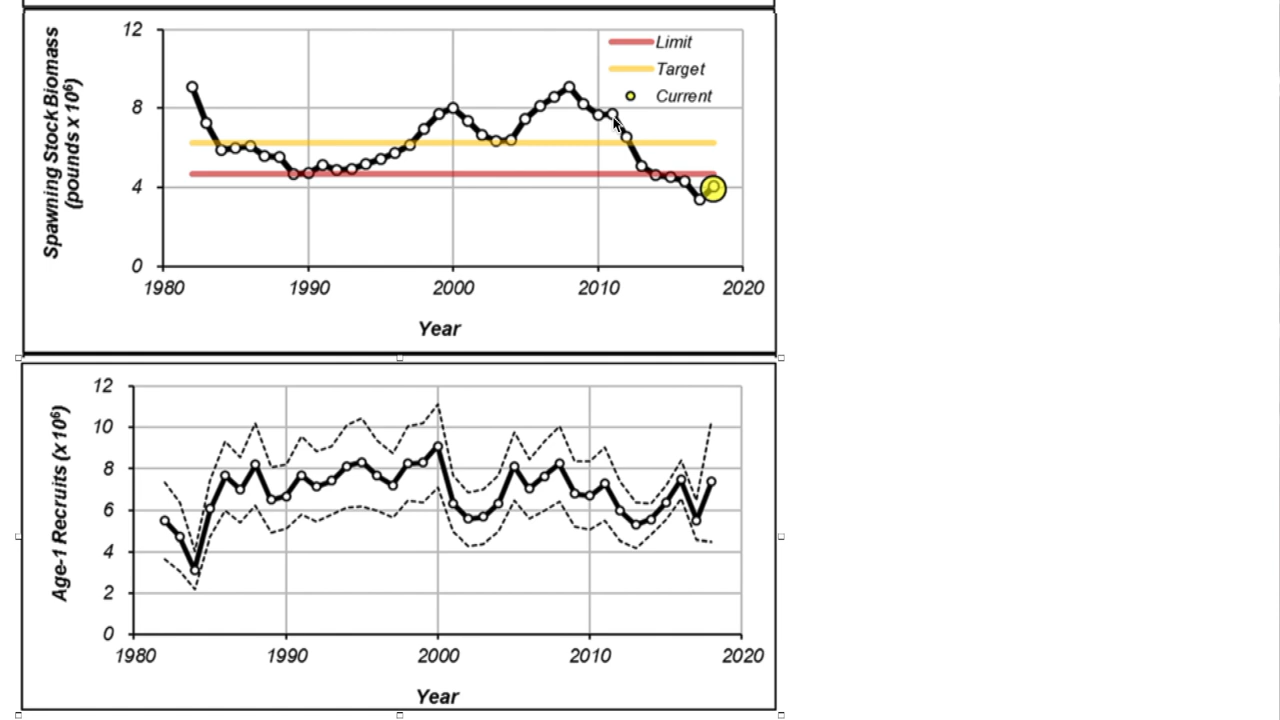 Spawning Stock Biomass
(pounds x 10⁶)
12
8
4
0
Limit
Target
Current
1980 1990 2000 2010 2020
Year
Age-1 Recruits (x 10⁶)
12
10
8
6
4
2
0
1980 1990 2000 2010 2020
Year